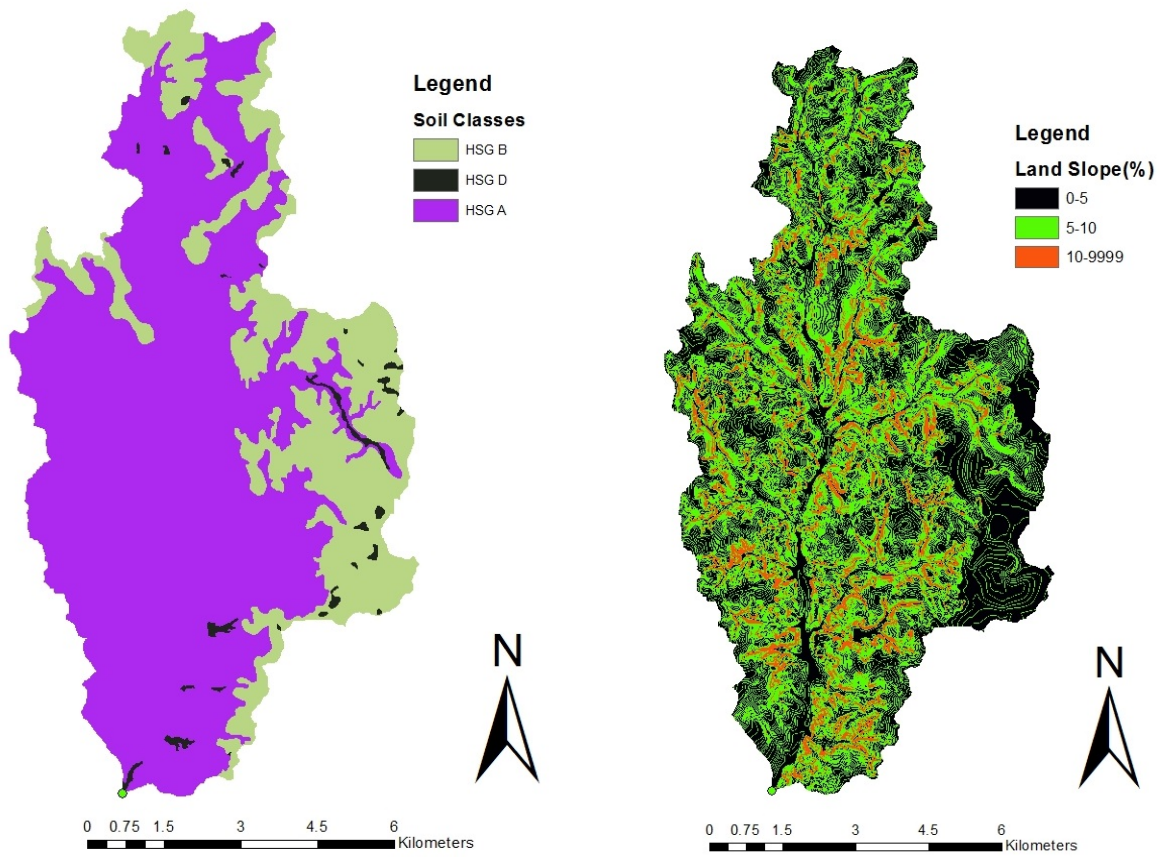 Legend
Soil Classes
HSG B
HSG D
HSG A
N
0 0.75 1.5 3 4.5 6
Kilometers
Legend
Land Slope(%)
0-5
5-10
10-9999
N
0 0.75 1.5 3 4.5 6
Kilometers